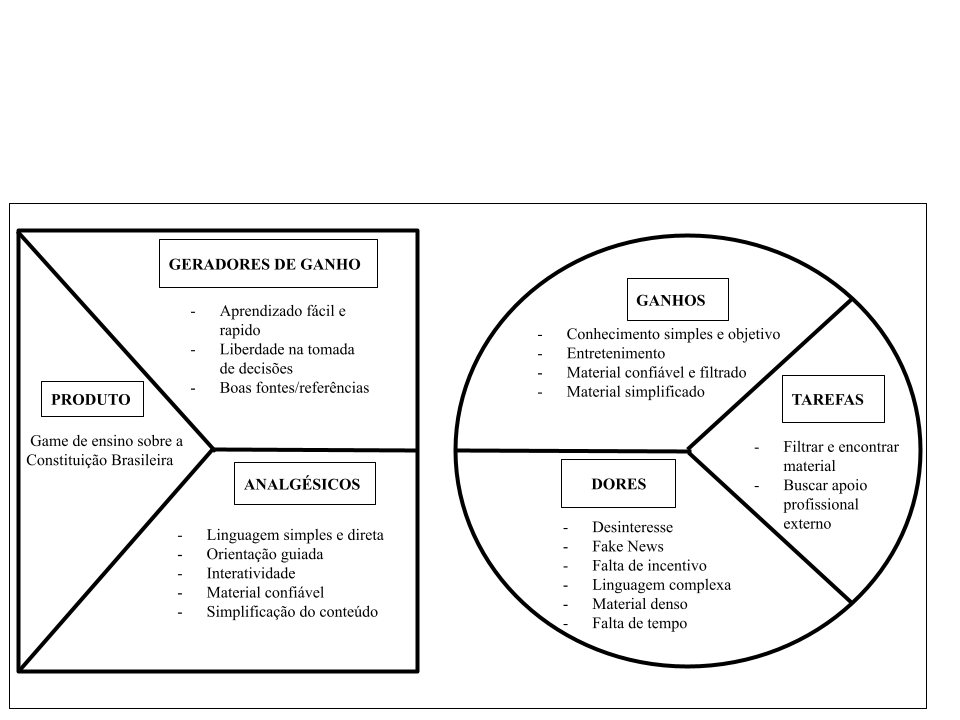 GERADORES DE GANHO
- Aprendizado fácil e
rapido
- Liberdade na tomada
de decisões
- Boas fontes/referências
PRODUTO
Game de ensino sobre a
Constituição Brasileira
ANALGÉSICOS
- Linguagem simples e direta
- Orientação guiada
- Interatividade
- Material confiável
- Simplificação do conteúdo
GANHOS
- Conhecimento simples e objetivo
- Entretenimento
- Material confiável e filtrado
- Material simplificado
TAREFAS
- Filtrar e encontrar
material
- Buscar apoio
profissional
externo
DORES
- Desinteresse
- Fake News
- Falta de incentivo
- Linguagem complexa
- Material denso
- Falta de tempo